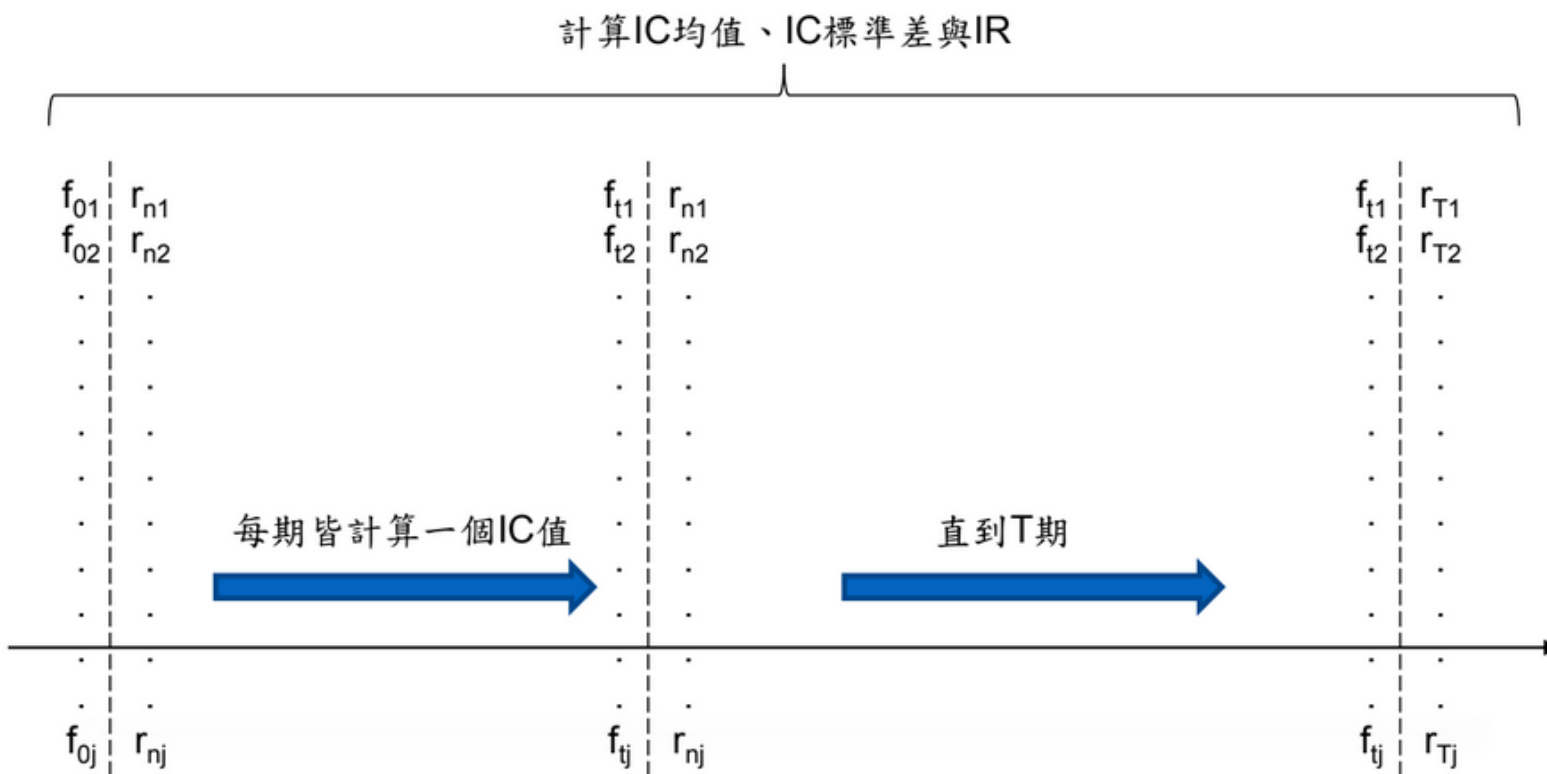 計算IC均值、IC標準差與IR
f01 rn1 ft1 rn1 ft1 rT1
f02 rn2 ft2 rn2 ft2 rT2
每期皆計算一個IC值 直到T期
f0j rnj ftj rnj ftj rTj